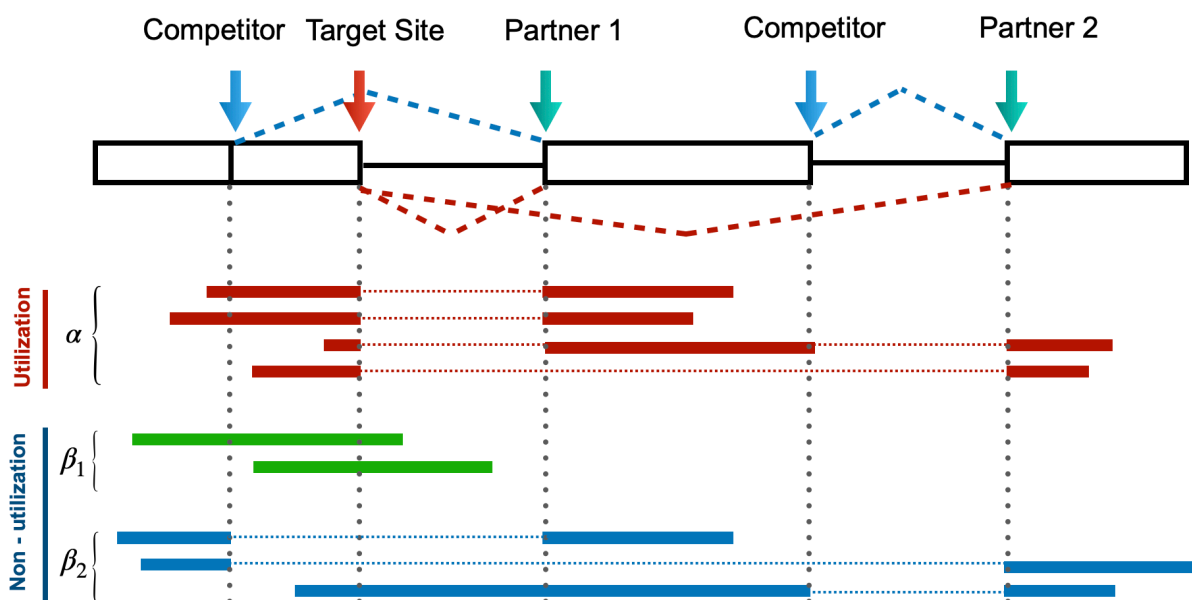 Competitor Target Site Partner 1 Competitor Partner 2
Utilization
α
Non - utilization
β₁
β₂